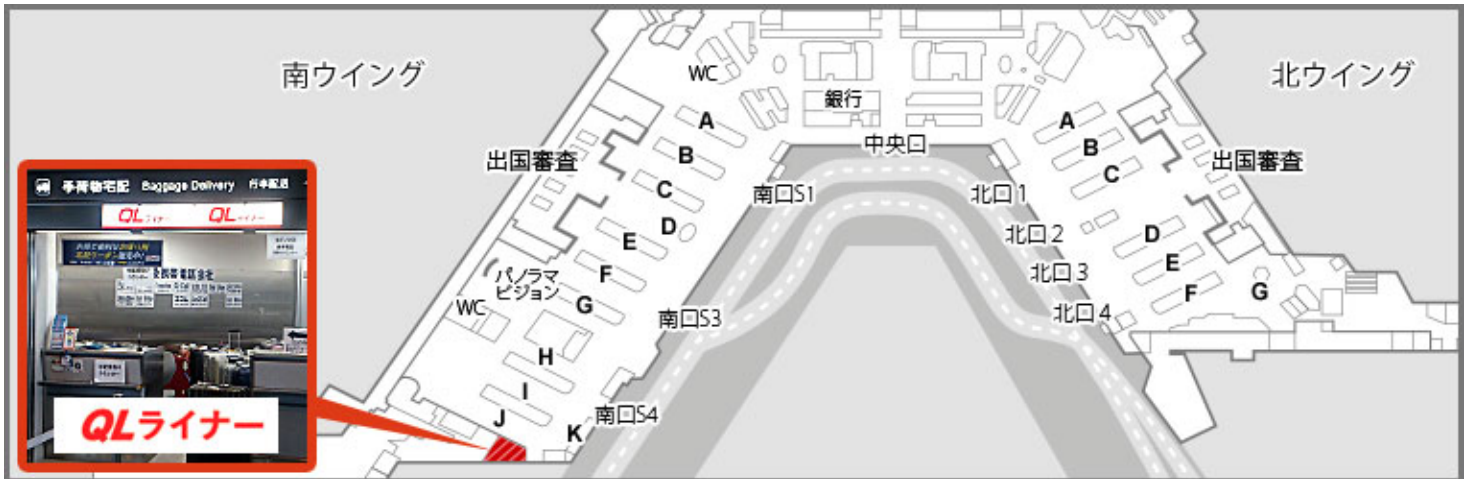 南ウイング
北ウイング
WC
銀行
中央口
A
B
C
D
E
F
G
H
I
J
K
出国審査
パノラマ
ビジョン
WC
南口S1
南口S3
南口S4
北口1
北口2
北口3
北口4
A
B
C
D
E
F
G
出国審査
手荷物宅配 Baggage Delivery
QLライナー QLライナー
QLライナー